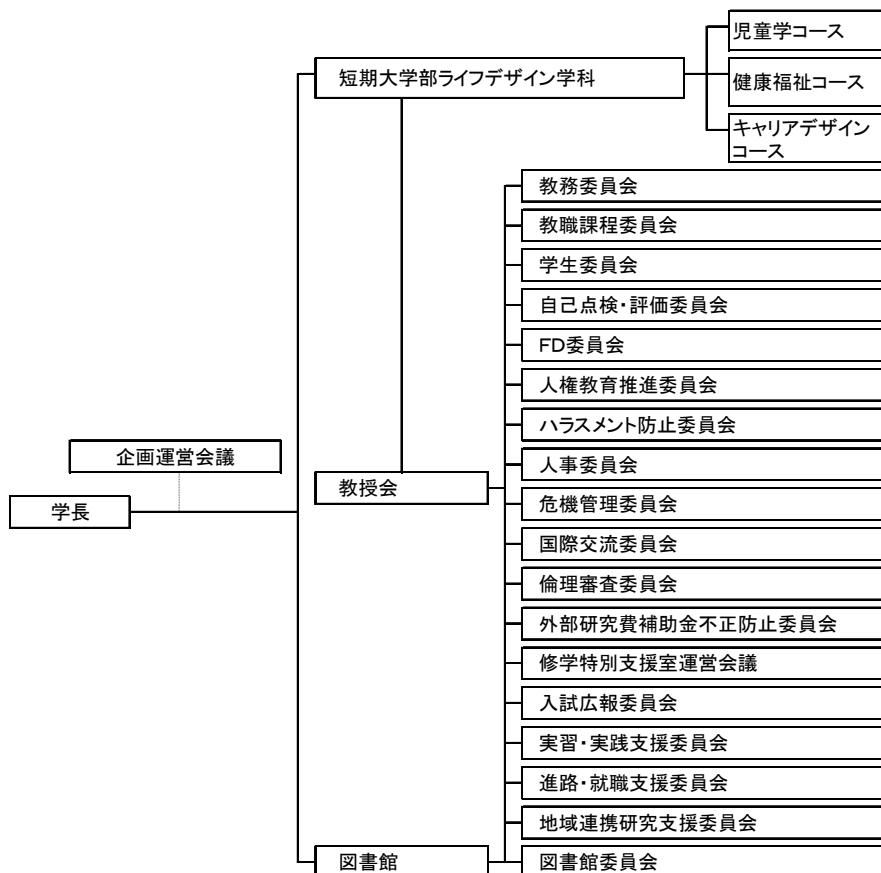 児童学コース
短期大学部ライフデザイン学科
健康福祉コース
キャリアデザイン
コース
教務委員会
教職課程委員会
学生委員会
自己点検・評価委員会
FD委員会
人権教育推進委員会
ハラスメント防止委員会
企画運営会議
人事委員会
教授会
危機管理委員会
学長
国際交流委員会
倫理審査委員会
外部研究費補助金不正防止委員会
修学特別支援室運営会議
入試広報委員会
実習・実践支援委員会
進路・就職支援委員会
地域連携研究支援委員会
図書館
図書館委員会